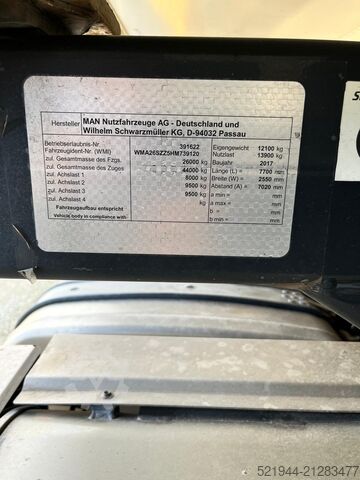 Hersteller MAN Nutzfahrzeuge AG - Deutschland und
Wilhelm Schwarzmüller KG, D-94032 Passau
Betriebserlaubnis-Nr 391622 Eigengewicht 12100 kg
Fahrzeugident-Nr. (WMI) WMA26SZZ5HM739120 Nutzlast 13900 kg
zul. Gesamtmasse des Fzgs. 26000 kg Baujahr 2017
zul. Gesamtmasse des Zuges 44000 kg Länge (L) = 7700 mm
zul. Achslast 1 8000 kg Breite (W) = 2550 mm
zul. Achslast 2 9500 kg Abstand (A) = 7020 mm
zul. Achslast 3 9500 kg a min = mm
zul. Achslast 4 kg a max = mm
Fahrzeugaufbau entspricht b = mm
Vehicle body in compliance with b min = mm
521944-21283477